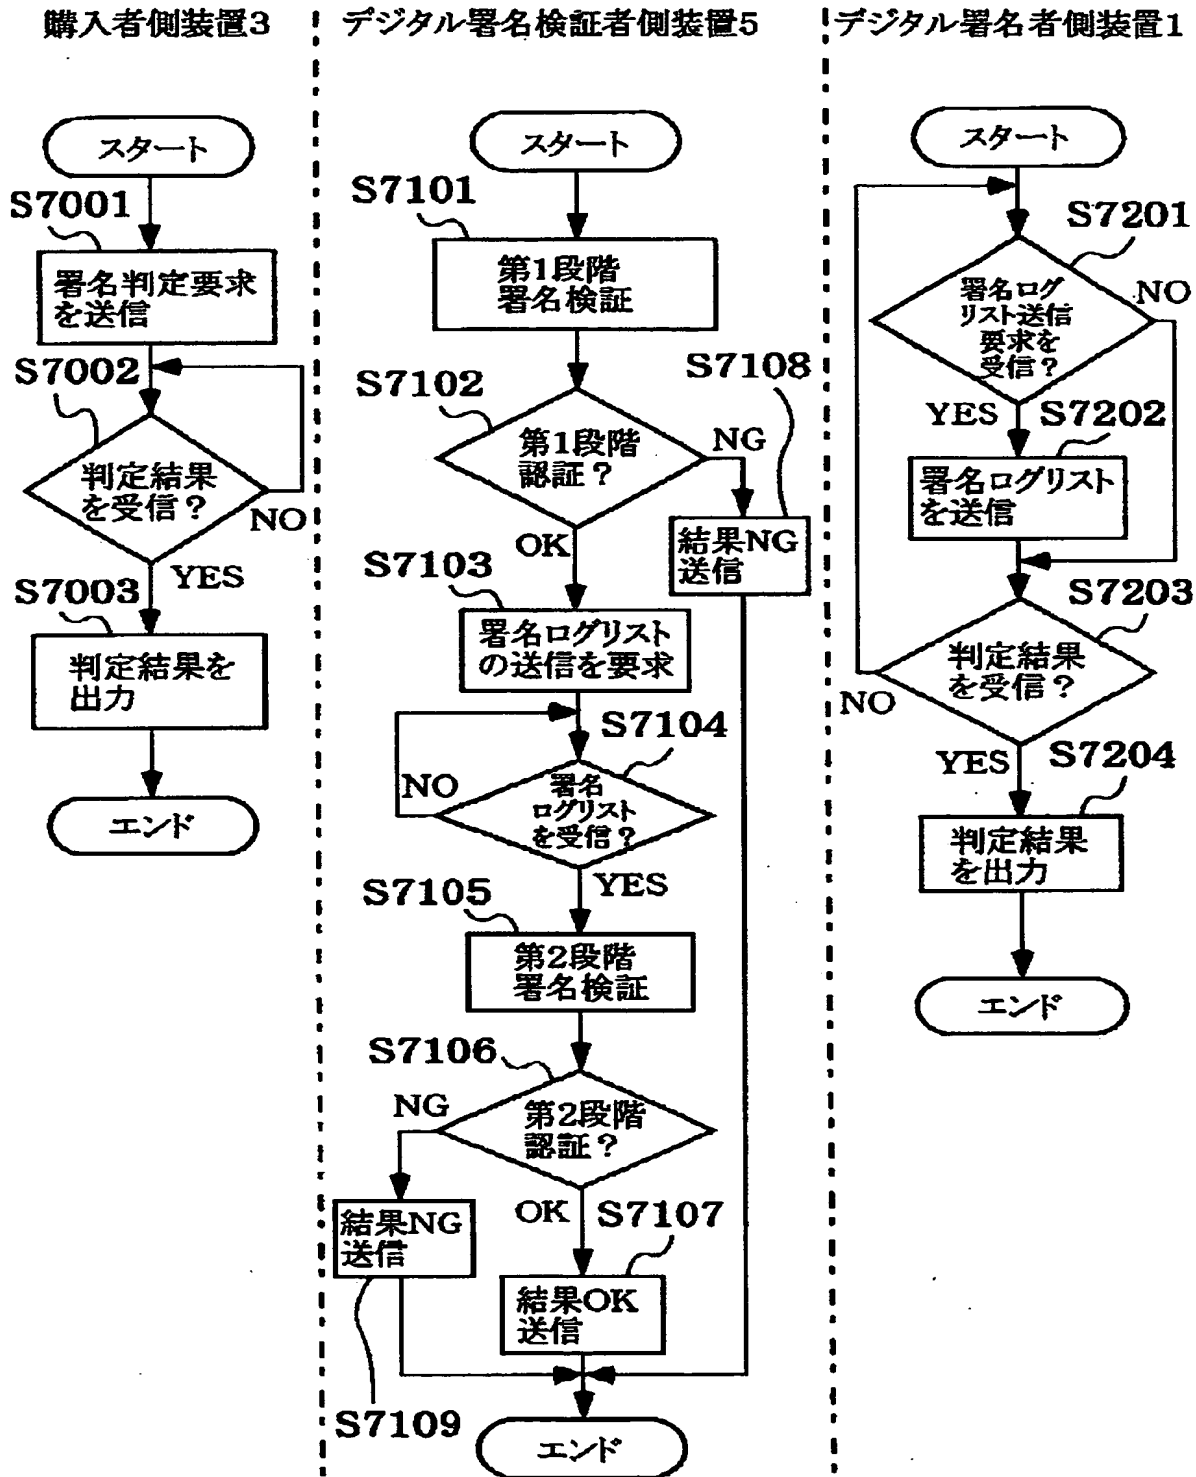 購入者側装置3
スタート
S7001
署名判定要求
を送信
S7002
判定結果
を受信?
NO
YES
S7003
判定結果を
出力
エンド
デジタル署名検証者側装置5
スタート
S7101
第1段階
署名検証
S7102
第1段階
認証?
NG
S7108
結果NG
送信
OK
S7103
署名ログリスト
の送信を要求
S7104
署名
ログリスト
を受信?
NO
YES
S7105
第2段階
署名検証
S7106
第2段階
認証?
NG
結果NG
送信
S7109
OK
S7107
結果OK
送信
エンド
デジタル署名者側装置1
スタート
S7201
署名ログ
リスト送信
要求を
受信?
NO
YES
S7202
署名ログリスト
を送信
S7203
判定結果
を受信?
NO
YES
S7204
判定結果
を出力
エンド